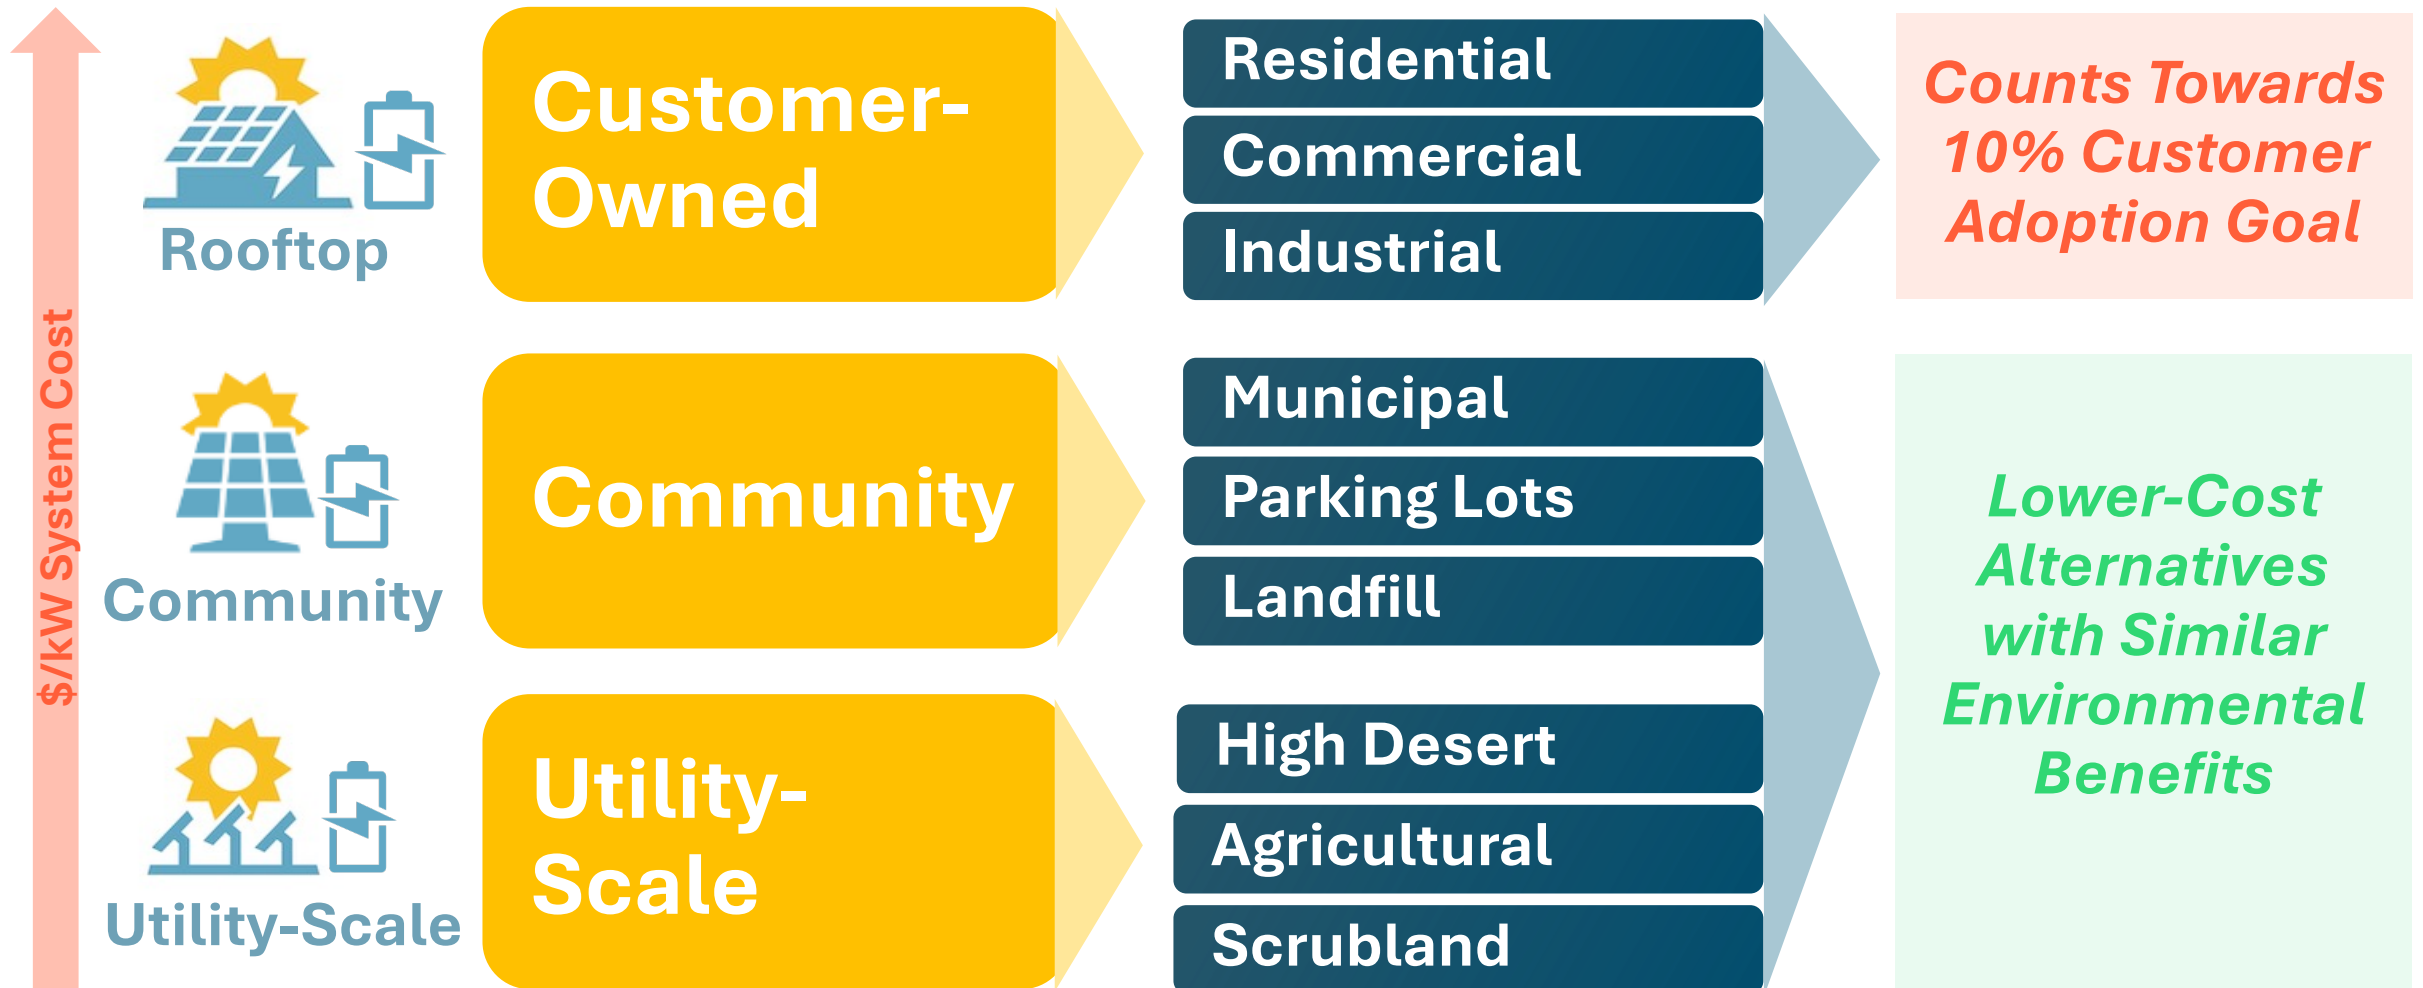 $/kW System Cost
Rooftop
Customer-
Owned
Residential
Commercial
Industrial
Counts Towards
10% Customer
Adoption Goal
Community
Community
Municipal
Parking Lots
Landfill
Utility-Scale
Utility-
Scale
High Desert
Agricultural
Scrubland
Lower-Cost
Alternatives
with Similar
Environmental
Benefits